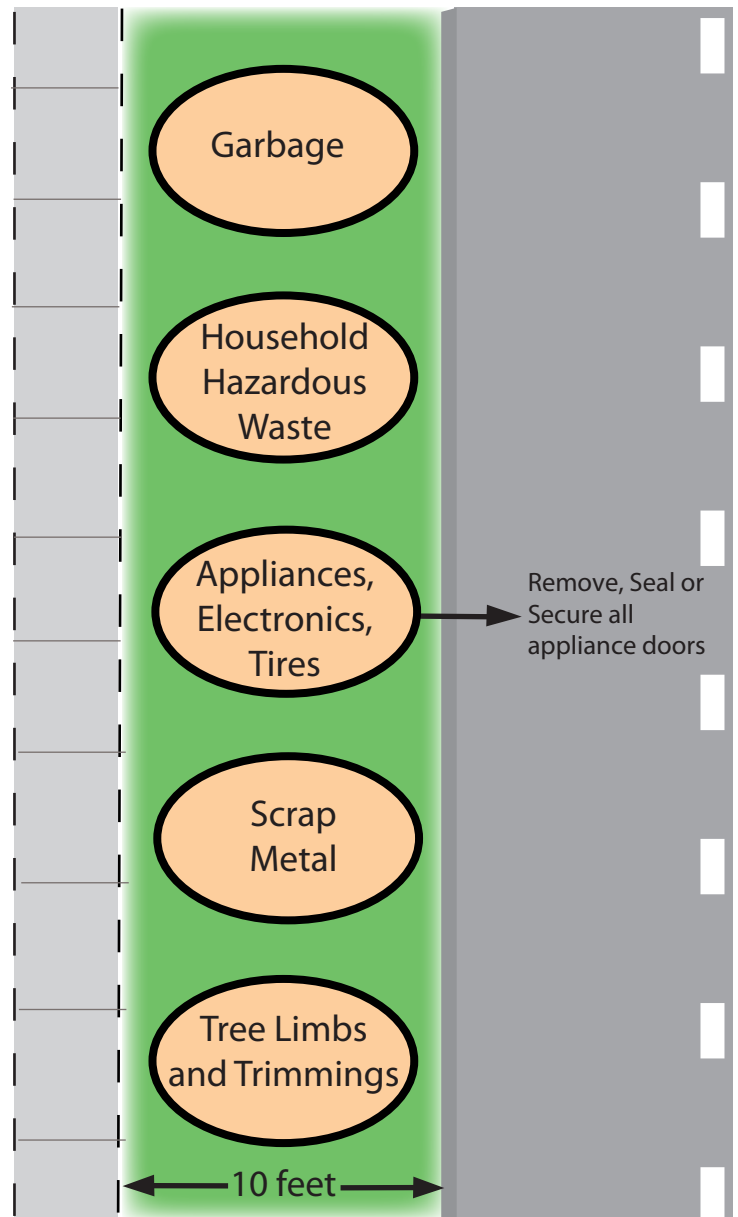 Garbage
Household
Hazardous
Waste
Appliances,
Electronics,
Tires
Remove, Seal or
Secure all
appliance doors
Scrap
Metal
Tree Limbs
and Trimmings
10 feet